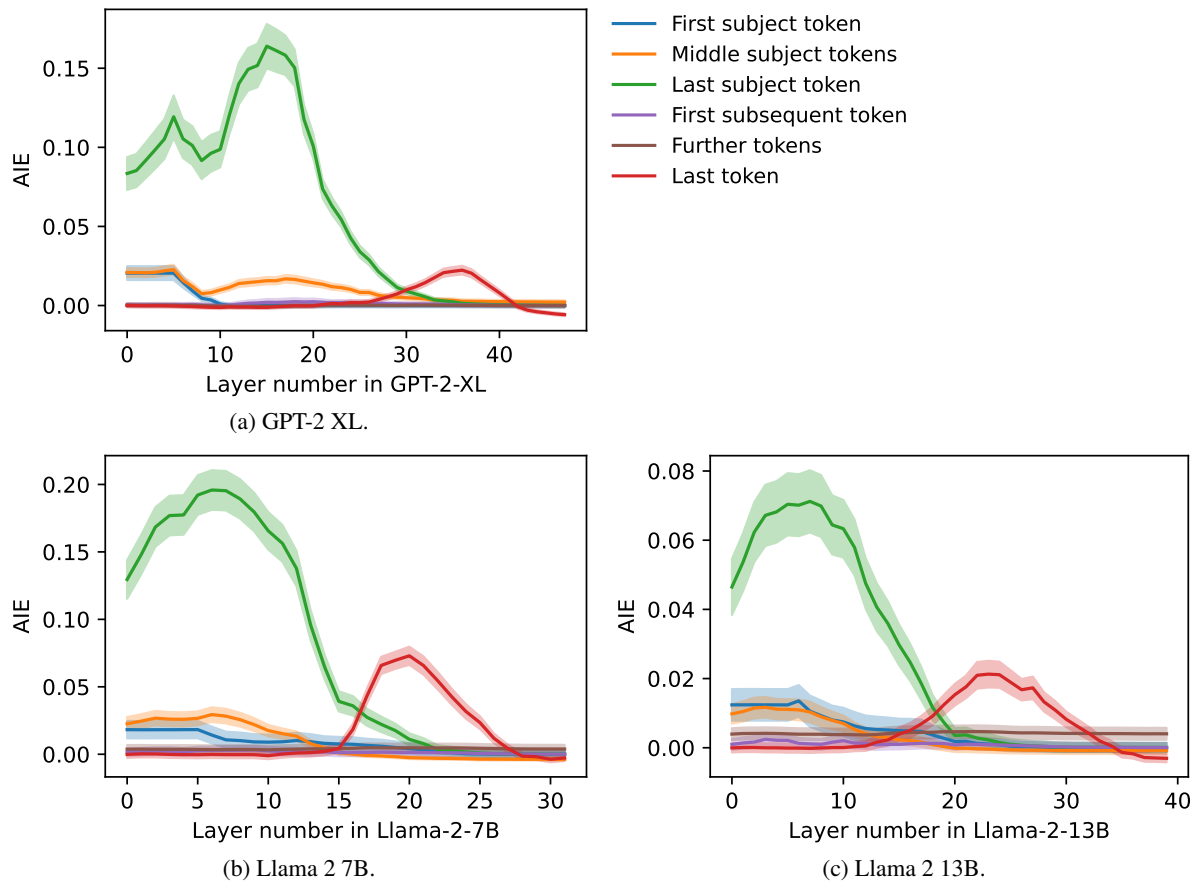 First subject token
Middle subject tokens
Last subject token
First subsequent token
Further tokens
Last token
AIE
0.15
0.10
0.05
0.00
0 10 20 30 40
Layer number in GPT-2-XL
(a) GPT-2 XL.
AIE
0.20
0.15
0.10
0.05
0.00
0 5 10 15 20 25 30
Layer number in Llama-2-7B
(b) Llama 2 7B.
AIE
0.08
0.06
0.04
0.02
0.00
0 10 20 30 40
Layer number in Llama-2-13B
(c) Llama 2 13B.